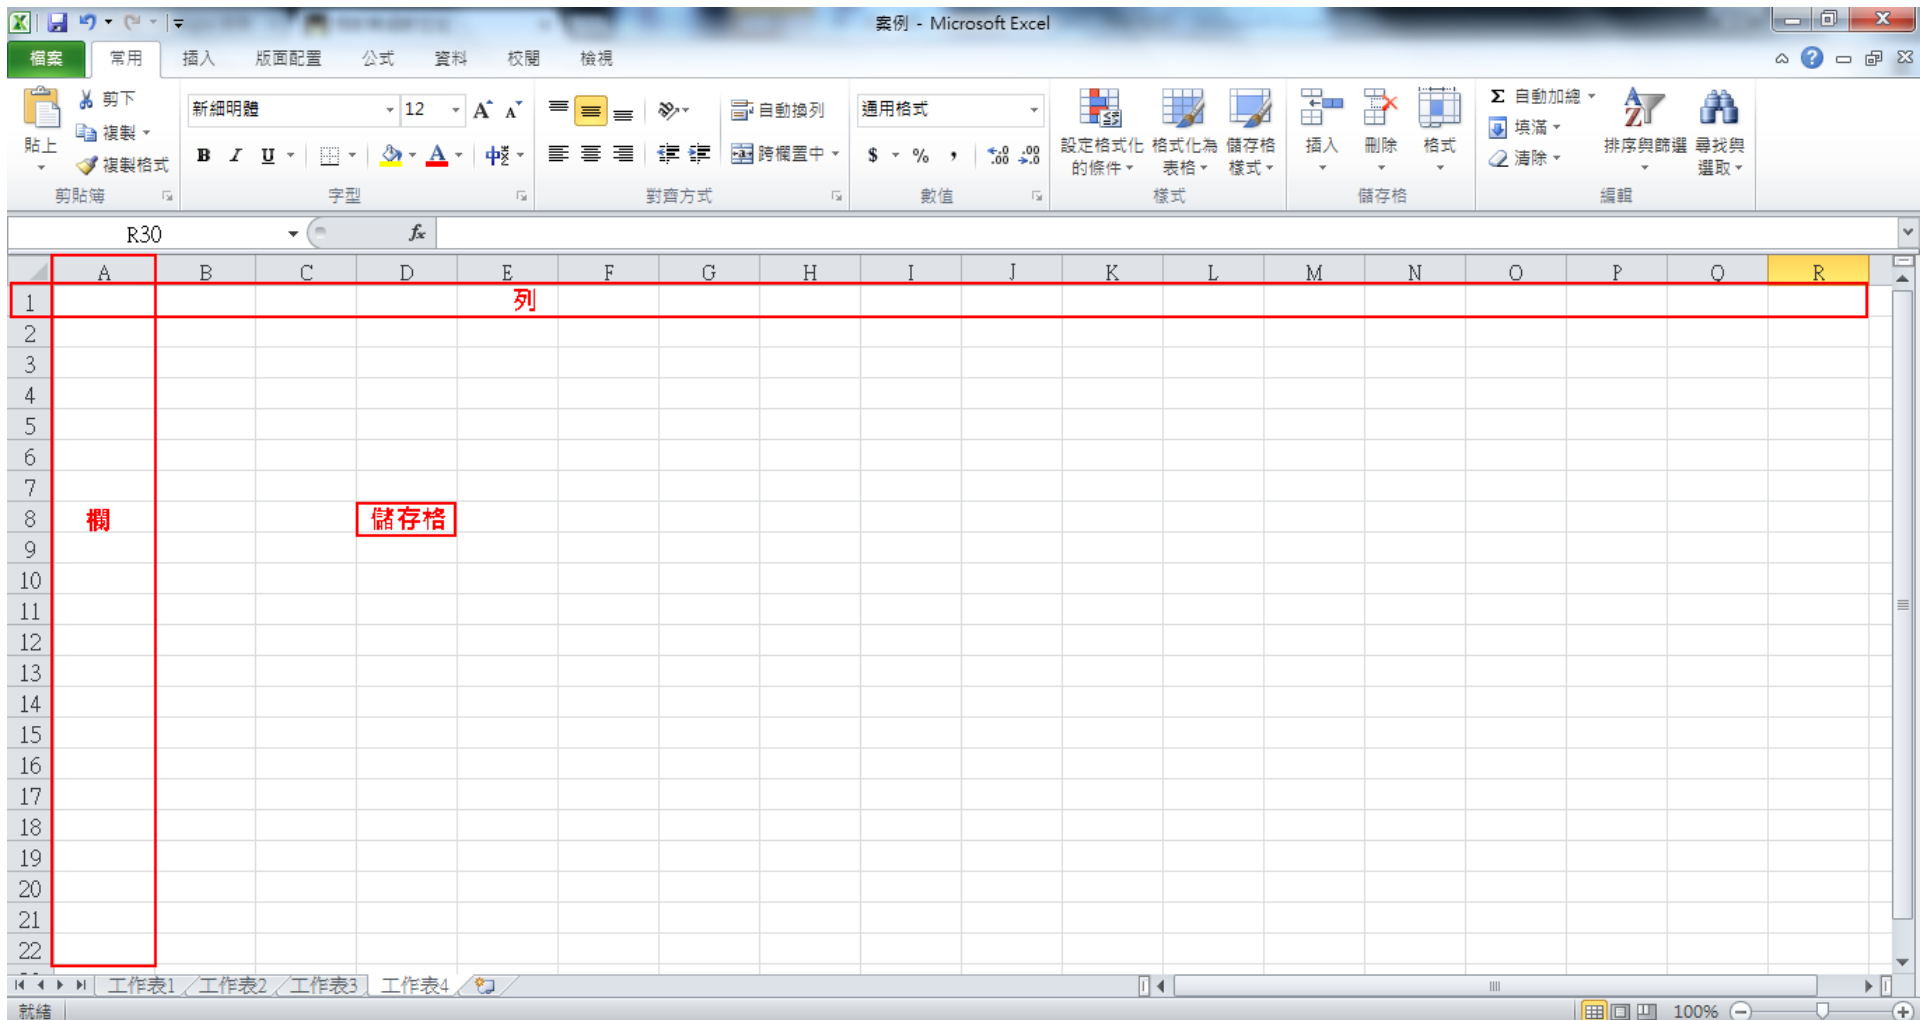 案例 - Microsoft Excel
檔案 常用 插入 版面配置 公式 資料 校閱 檢視
剪下
複製
複製格式
貼上
剪貼簿
新細明體 12
B I U
字型
自動換列
跨欄置中
對齊方式
通用格式
$ % ,
數值
設定格式化的條件
格式化為表格
儲存格樣式
樣式
插入 刪除 格式
儲存格
Σ 自動加總
填滿
清除
排序與篩選
尋找與選取
編輯
R30 fx
A B C D E F G H I J K L M N O P Q R
1 列
2
3
4
5
6
7
8 欄 儲存格
9
10
11
12
13
14
15
16
17
18
19
20
21
22
工作表1 工作表2 工作表3 工作表4
就緒 100%